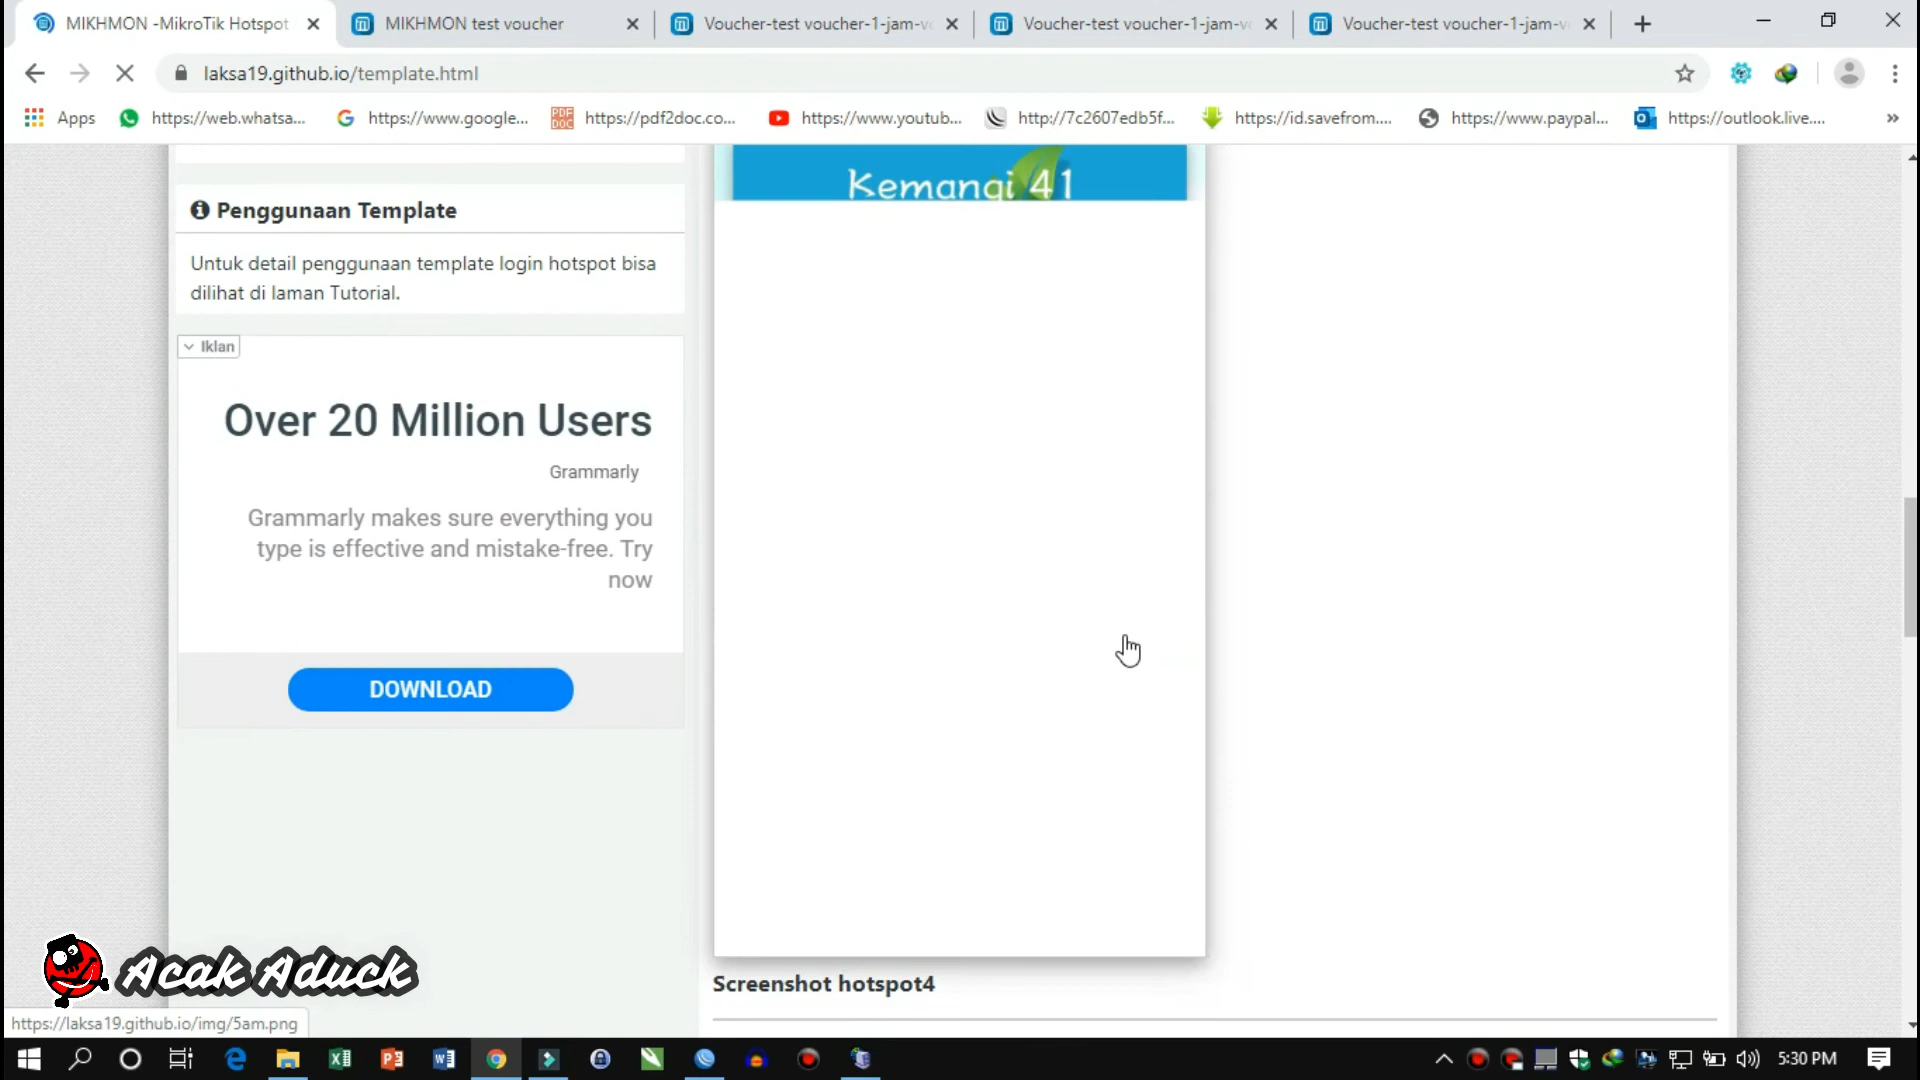 MIKHMON -MikroTik Hotspot
MIKHMON test voucher
Voucher-test voucher-1-jam-v
Voucher-test voucher-1-jam-v
Voucher-test voucher-1-jam-v
laksa19.github.io/template.html
Apps
https://web.whatsa...
https://www.google...
https://pdf2doc.co...
https://www.youtub...
http://7c2607edb5f...
https://id.savefrom....
https://www.paypal...
https://outlook.live....
»
Kemangi 41
Penggunaan Template
Untuk detail penggunaan template login hotspot bisa
dilihat di laman Tutorial.
Iklan
Over 20 Million Users
Grammarly
Grammarly makes sure everything you
type is effective and mistake-free. Try
now
DOWNLOAD
Screenshot hotspot4
Acak Aduck
https://laksa19.github.io/img/5am.png
5:30 PM